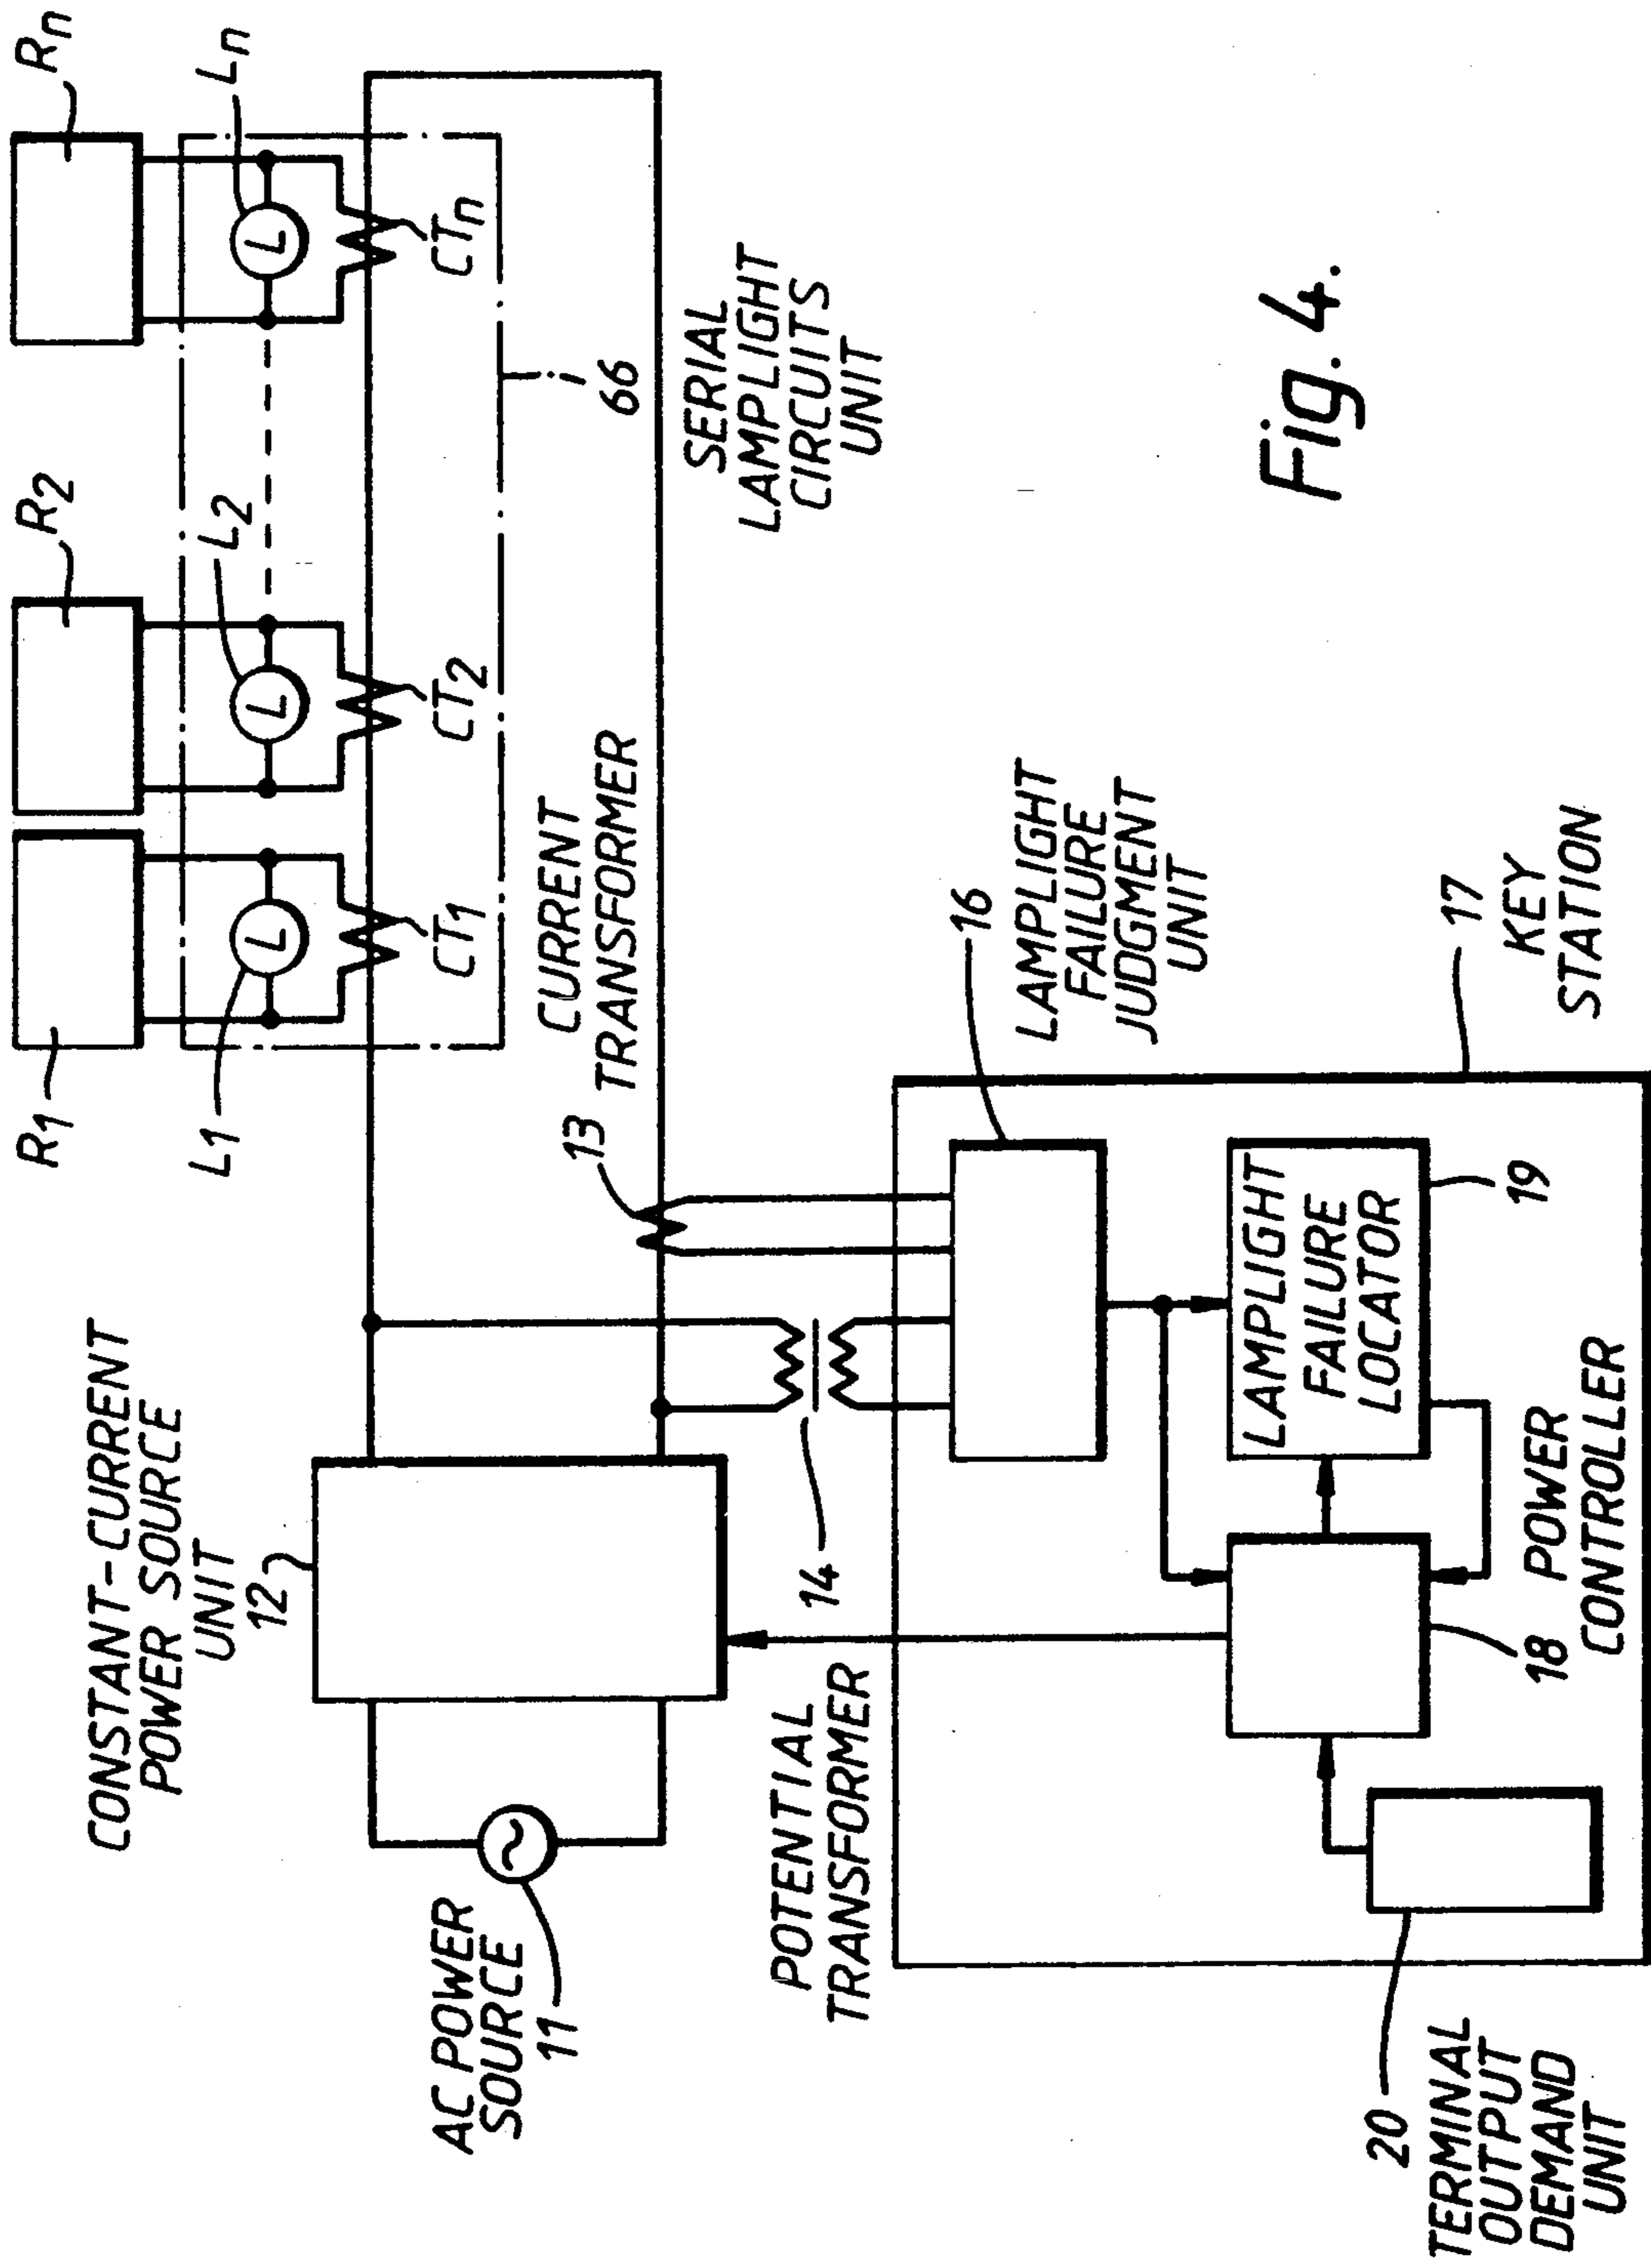 R1
R2
Rn
L1
L2
Ln
L
L
L
CT1
CT2
CTn
66
SERIAL
LAMPLIGHT
CIRCUITS
UNIT
CONSTANT-CURRENT
POWER SOURCE
UNIT
12
AC POWER
SOURCE
11
CURRENT
TRANSFORMER
13
POTENTIAL
TRANSFORMER
14
16
LAMPLIGHT
FAILURE
JUDGMENT
UNIT
17
KEY
STATION
LAMPLIGHT
FAILURE
LOCATOR
19
18 POWER
CONTROLLER
20
TERMINAL
OUTPUT
DEMAND
UNIT
Fig. 4.